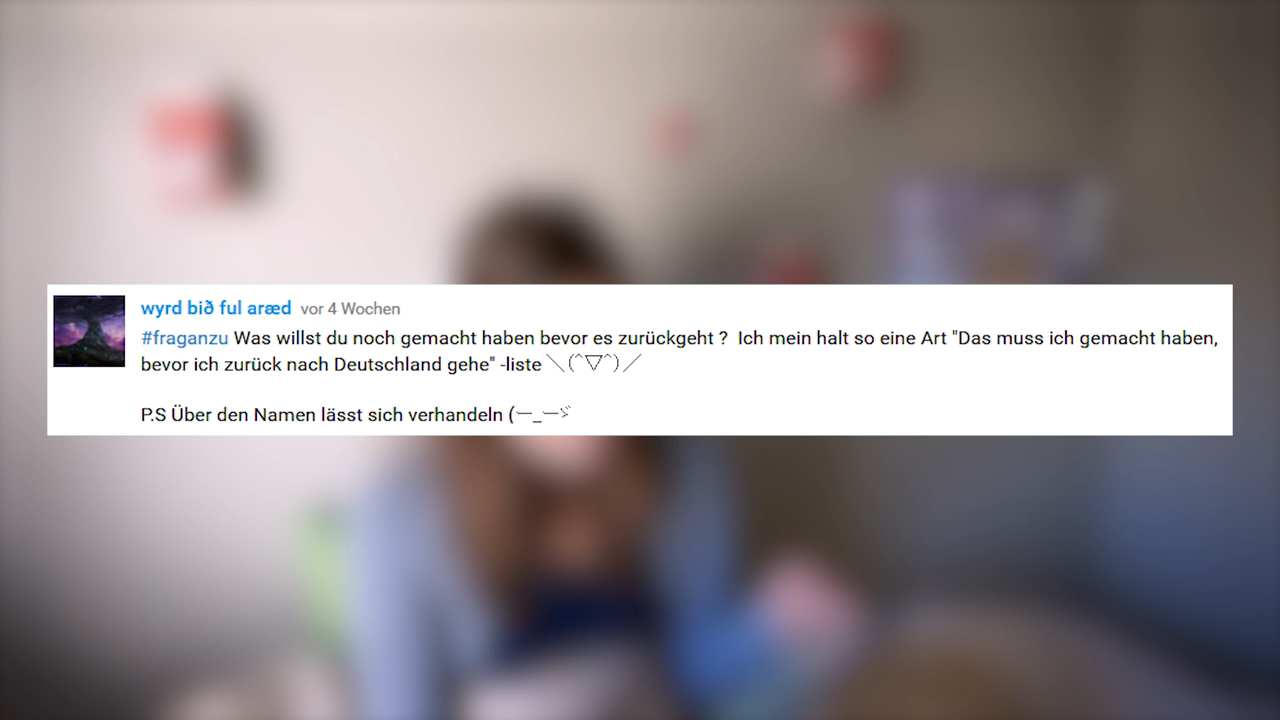 wyrd bið ful aræd vor 4 Wochen
#fraganzu Was willst du noch gemacht haben bevor es zurückgeht ? Ich mein halt so eine Art "Das muss ich gemacht haben,
bevor ich zurück nach Deutschland gehe" -liste ＼(^▽^)／
P.S Über den Namen lässt sich verhandeln (ー_ーゞ